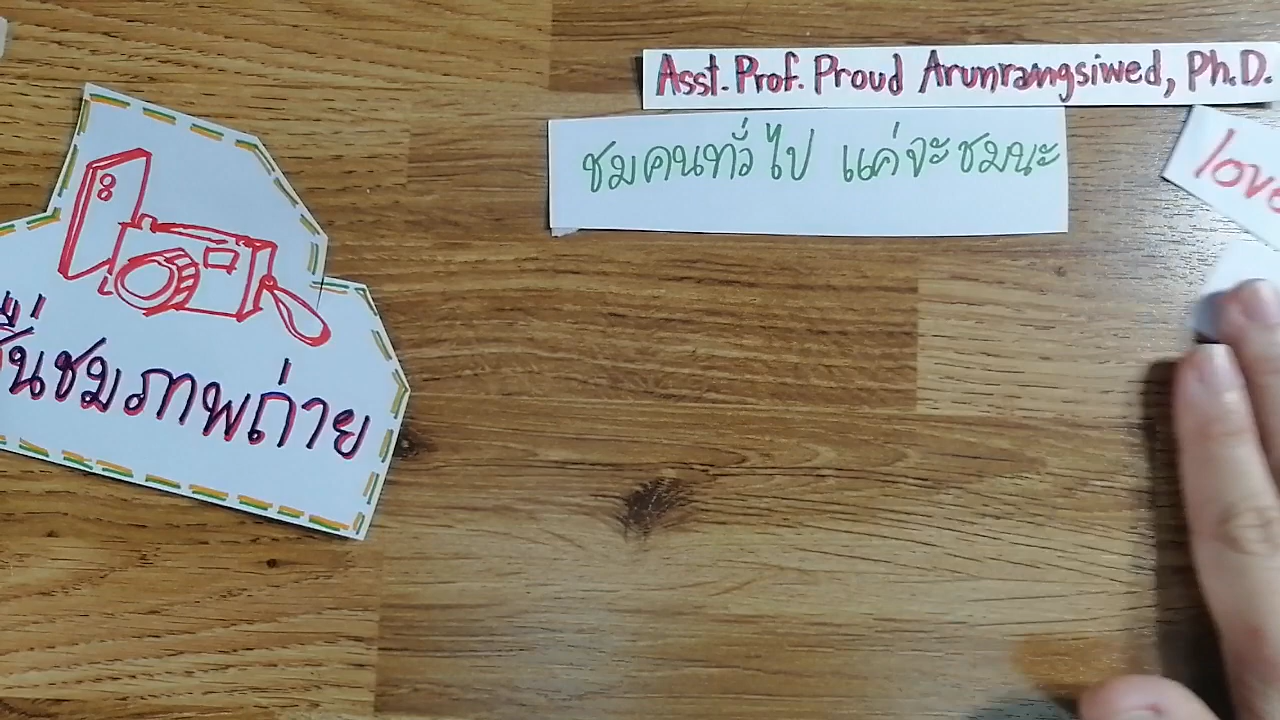 Asst. Prof. Proud Arunrangsiwed, Ph.D.
ชมคนทั่วไป แค่จะชมนะ
love
ชื่นชมภาพถ่าย